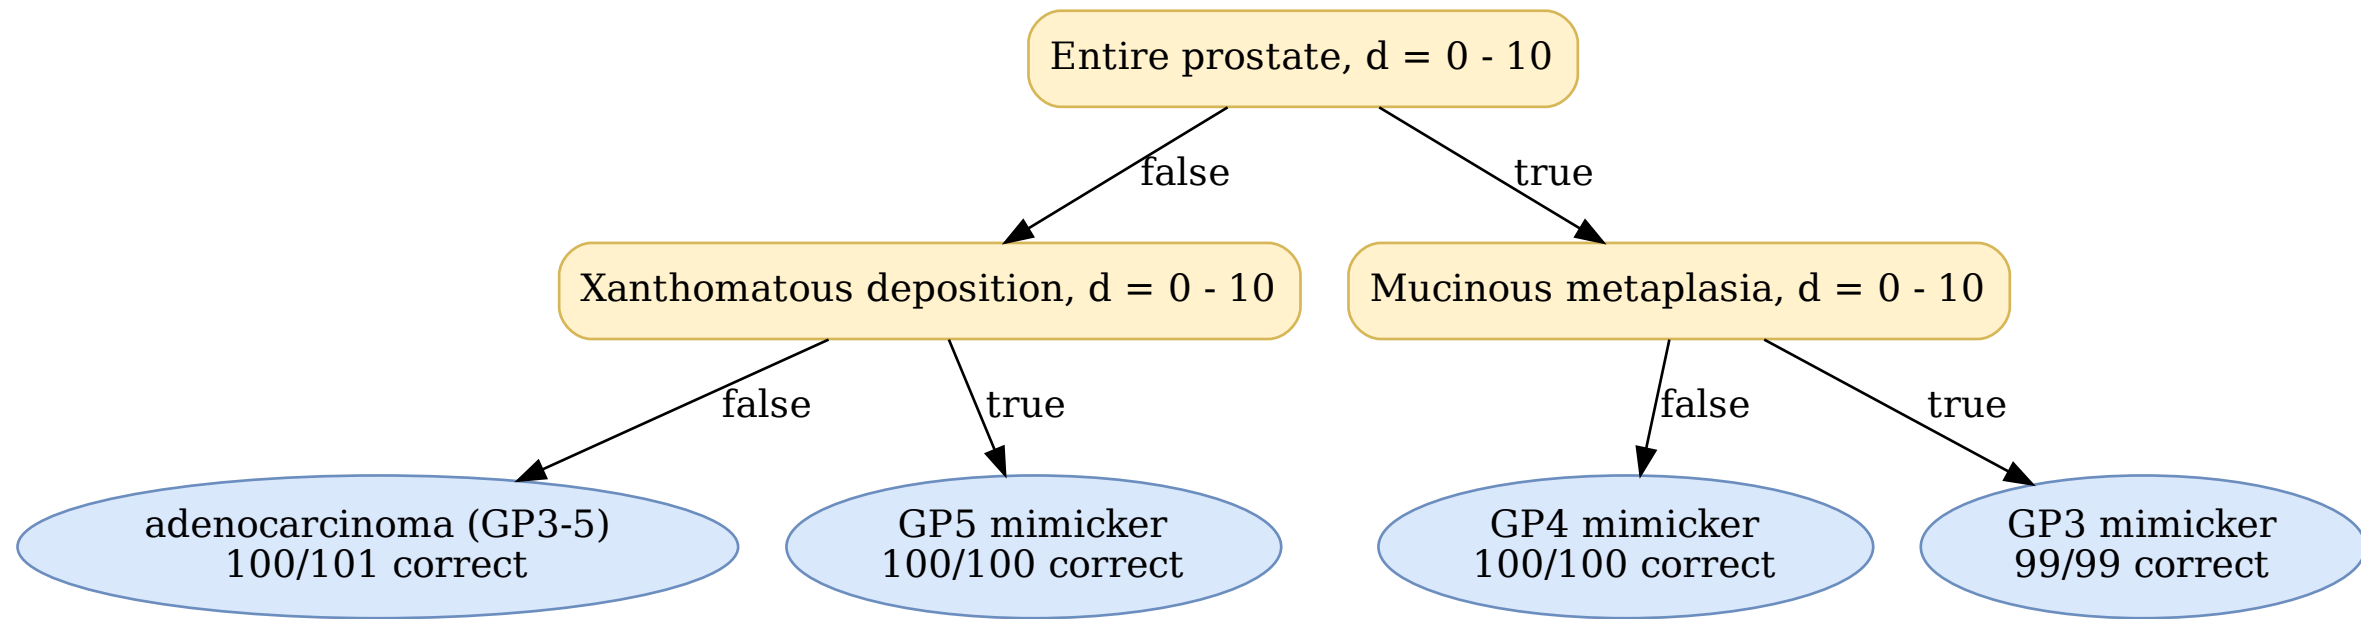 Entire prostate, d = 0 - 10
false
true
Xanthomatous deposition, d = 0 - 10
Mucinous metaplasia, d = 0 - 10
false
true
false
true
adenocarcinoma (GP3-5)
100/101 correct
GP5 mimicker
100/100 correct
GP4 mimicker
100/100 correct
GP3 mimicker
99/99 correct